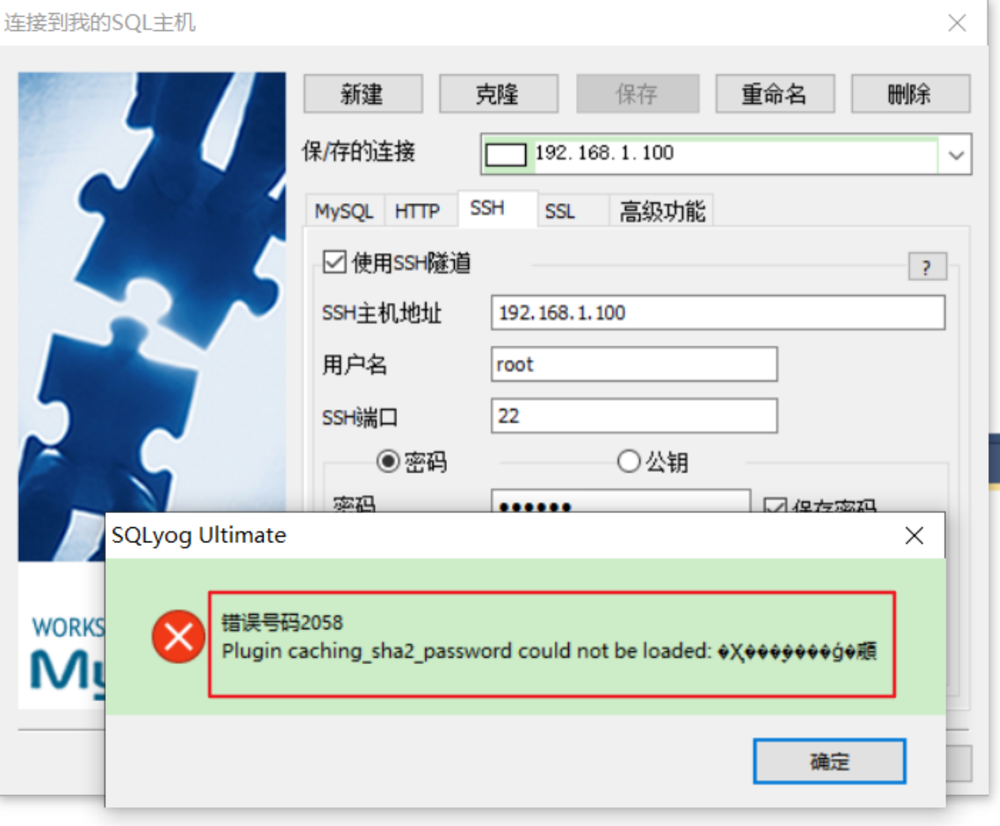 连接到我的SQL主机
新建 克隆 保存 重命名 删除
保/存的连接 192.168.1.100
MySQL HTTP SSH SSL 高级功能
使用SSH隧道 ?
SSH主机地址 192.168.1.100
用户名 root
SSH端口 22
密码 公钥
密码 •••••• 保存密码
SQLyog Ultimate
WORKS
My
错误号码2058
Plugin caching_sha2_password could not be loaded:
确定